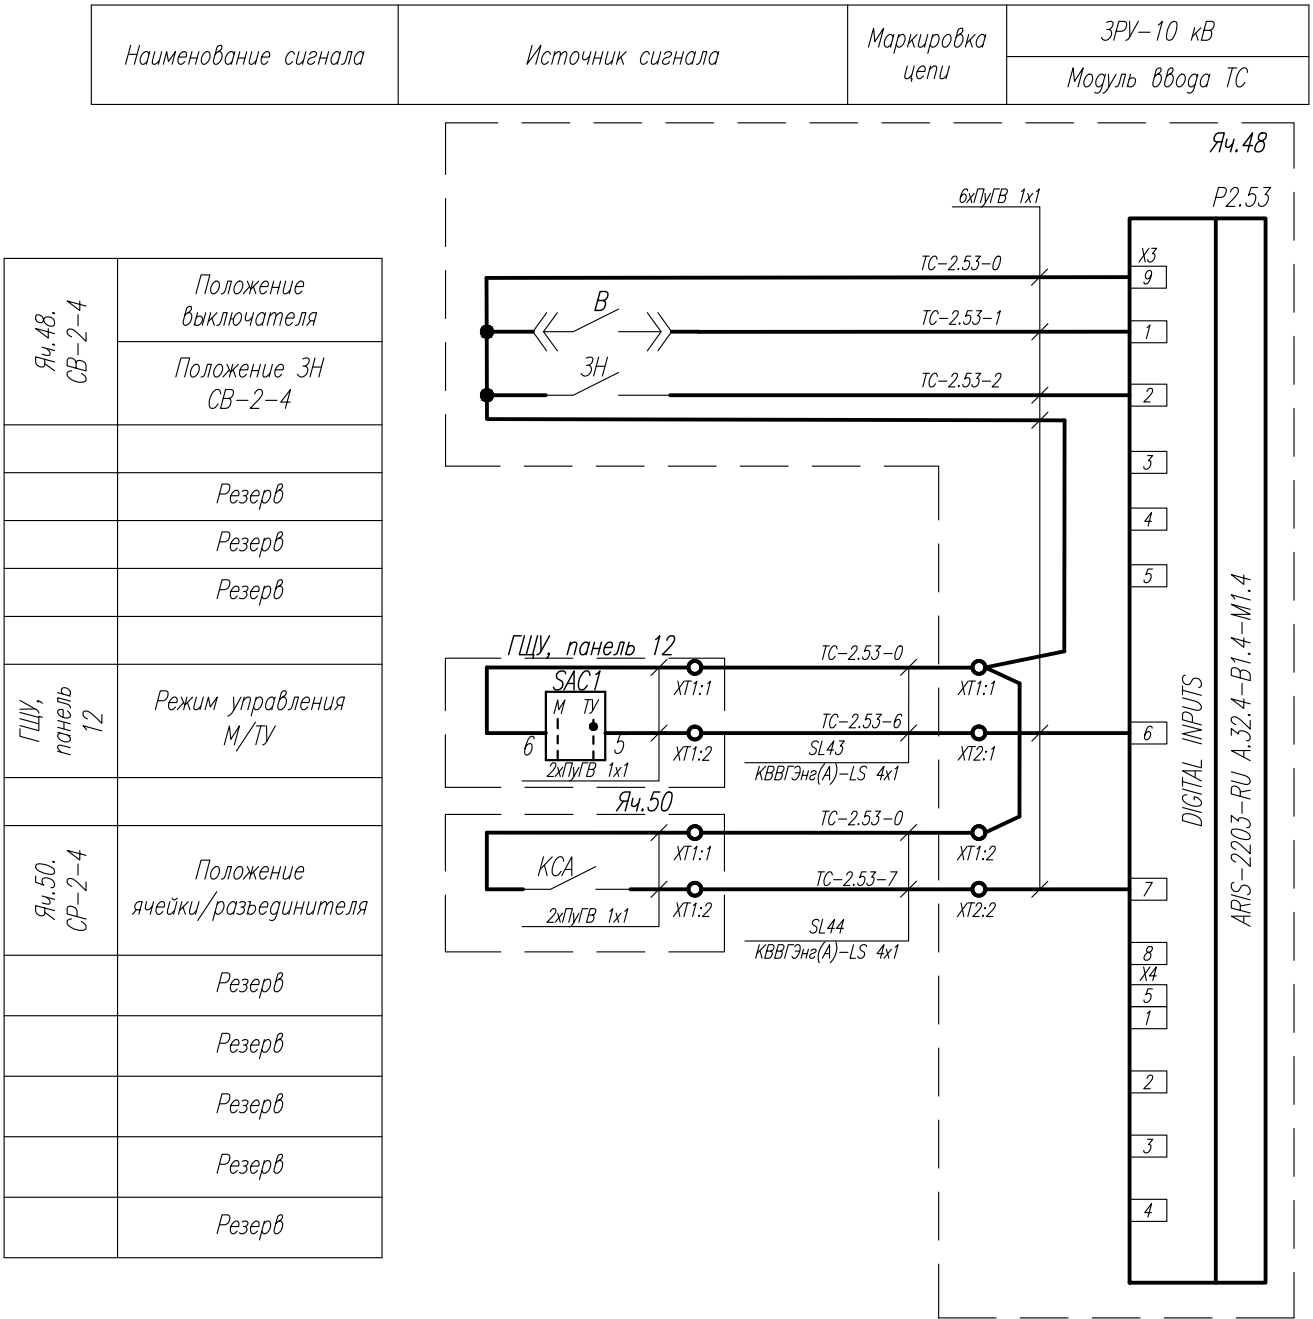 Наименование сигнала
Источник сигнала
Маркировка
цепи
ЗРУ-10 кВ
Модуль ввода ТС
Яч.48
P2.53
6хПуГВ 1х1
Яч.48.
СВ-2-4
Положение
выключателя
Положение ЗН
СВ-2-4
Резерв
Резерв
Резерв
ГЩУ,
панель
12
Режим управления
М/ТУ
Яч.50.
СР-2-4
Положение
ячейки/разьединителя
Резерв
Резерв
Резерв
Резерв
Резерв
ТС-2.53-0
В
ТС-2.53-1
ЗН
ТС-2.53-2
ГЩУ, панель 12
SAC1
М ТУ
6
5
2хПуГВ 1х1
ХТ1:1
ХТ1:2
ТС-2.53-0
ТС-2.53-6
SL43
КВВГЭнг(А)-LS 4х1
ХТ1:1
ХТ2:1
Яч.50
КСА
2хПуГВ 1х1
ХТ1:1
ХТ1:2
ТС-2.53-0
ТС-2.53-7
SL44
КВВГЭнг(А)-LS 4х1
ХТ1:2
ХТ2:2
X3
9
1
2
3
4
5
6
7
8
X4
5
1
2
3
4
DIGITAL INPUTS
ARIS-2203-RU A.32.4-B1.4-M1.4